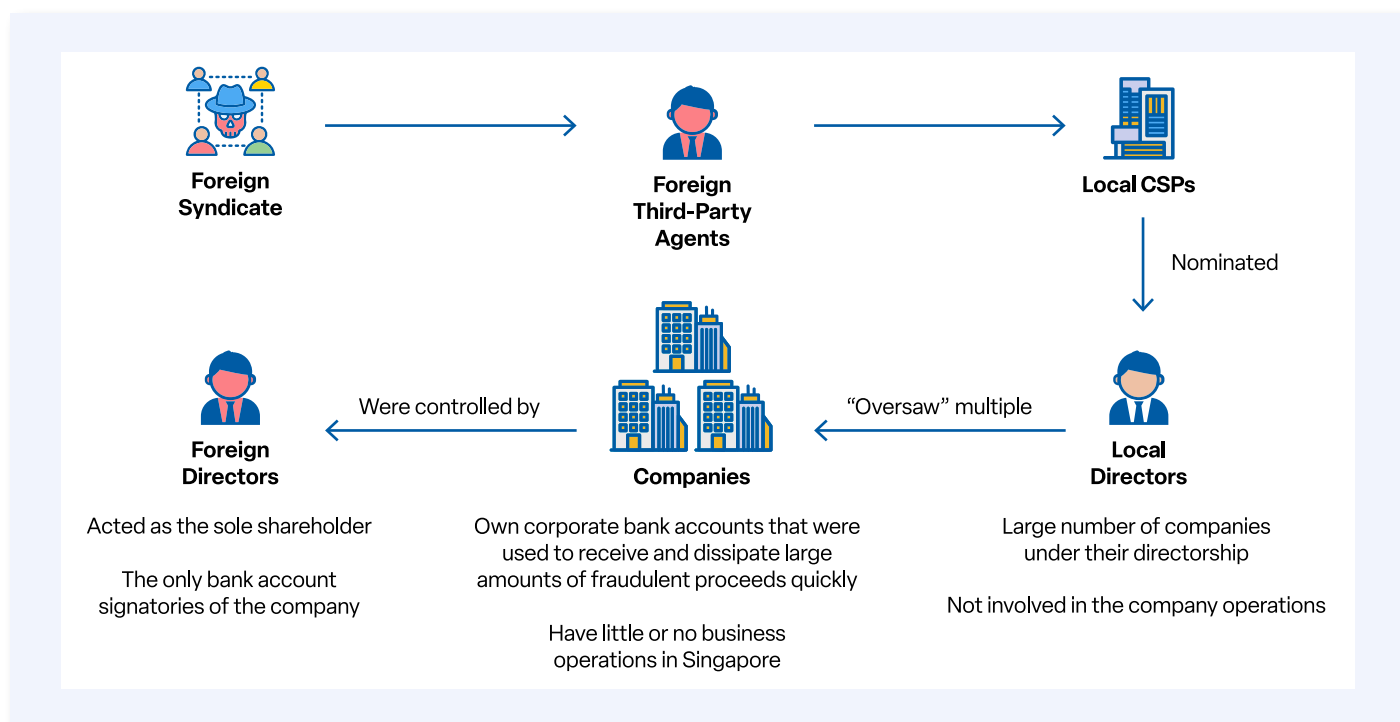 Foreign
Syndicate
Foreign
Third-Party
Agents
Local CSPs
Nominated
Local
Directors
Large number of companies
under their directorship
Not involved in the company operations
“Oversaw” multiple
Companies
Own corporate bank accounts that were
used to receive and dissipate large
amounts of fraudulent proceeds quickly
Have little or no business
operations in Singapore
Were controlled by
Foreign
Directors
Acted as the sole shareholder
The only bank account
signatories of the company